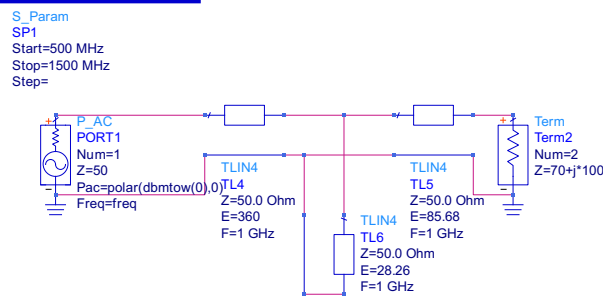 S_Param
SP1
Start=500 MHz
Stop=1500 MHz
Step=
P_AC
PORT1
Num=1
Z=50
Pac=polar(dbmtow(0),0)
Freq=freq
TLIN4
TL4
Z=50.0 Ohm
E=360
F=1 GHz
TLIN4
TL6
Z=50.0 Ohm
E=28.26
F=1 GHz
TLIN4
TL5
Z=50.0 Ohm
E=85.68
F=1 GHz
Term
Term2
Num=2
Z=70+j*100